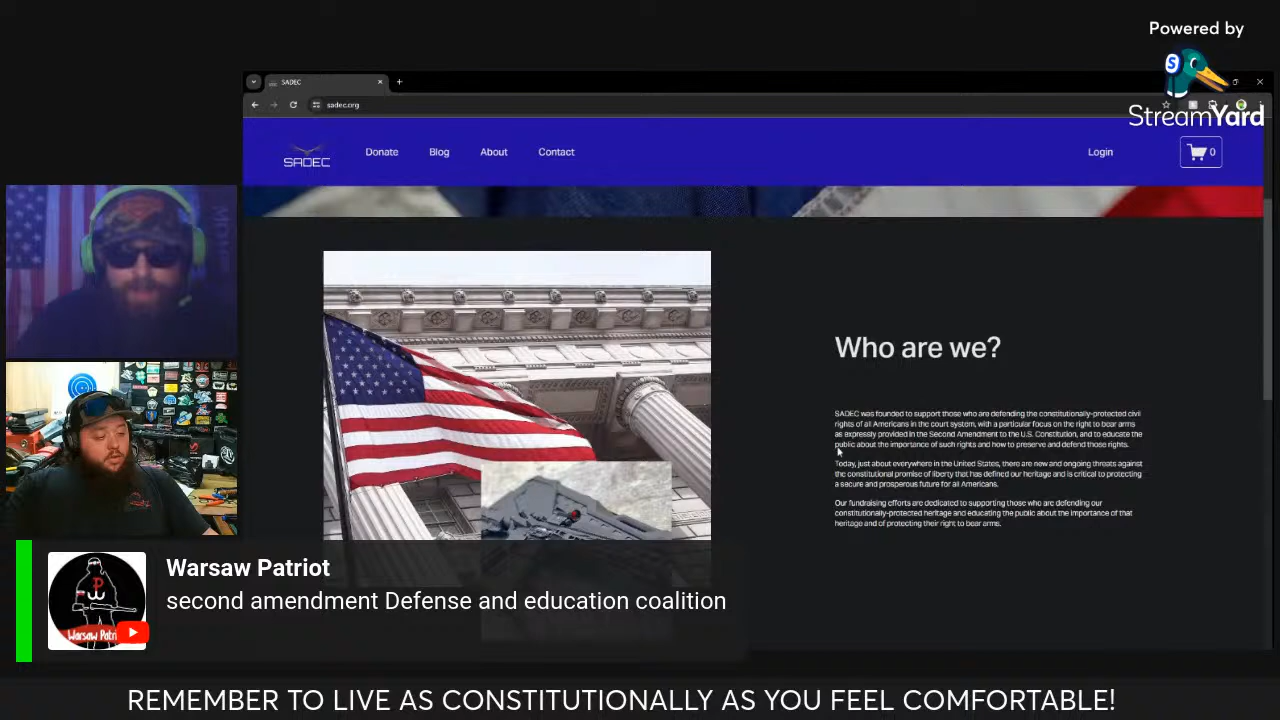 Powered by
StreamYard
SADEC
sadec.org
SADEC
Donate
Blog
About
Contact
Login
0
Who are we?
SADEC was founded to support those who are defending the constitutionally-protected civil
rights of all Americans in the court system, with a particular focus on the right to bear arms
as expressly provided in the Second Amendment to the U.S. Constitution, and to educate the
public about the importance of such rights and how to preserve and defend those rights.
Today, just about everywhere in the United States, there are new and ongoing threats against
the constitutional promise of liberty that has defined our heritage and is critical to protecting
a secure and prosperous future for all Americans.
Our fundraising efforts are dedicated to supporting those who are defending our
constitutionally-protected heritage and educating the public about the importance of that
heritage and of protecting their right to bear arms.
Warsaw Patriot
second amendment Defense and education coalition
REMEMBER TO LIVE AS CONSTITUTIONALLY AS YOU FEEL COMFORTABLE!